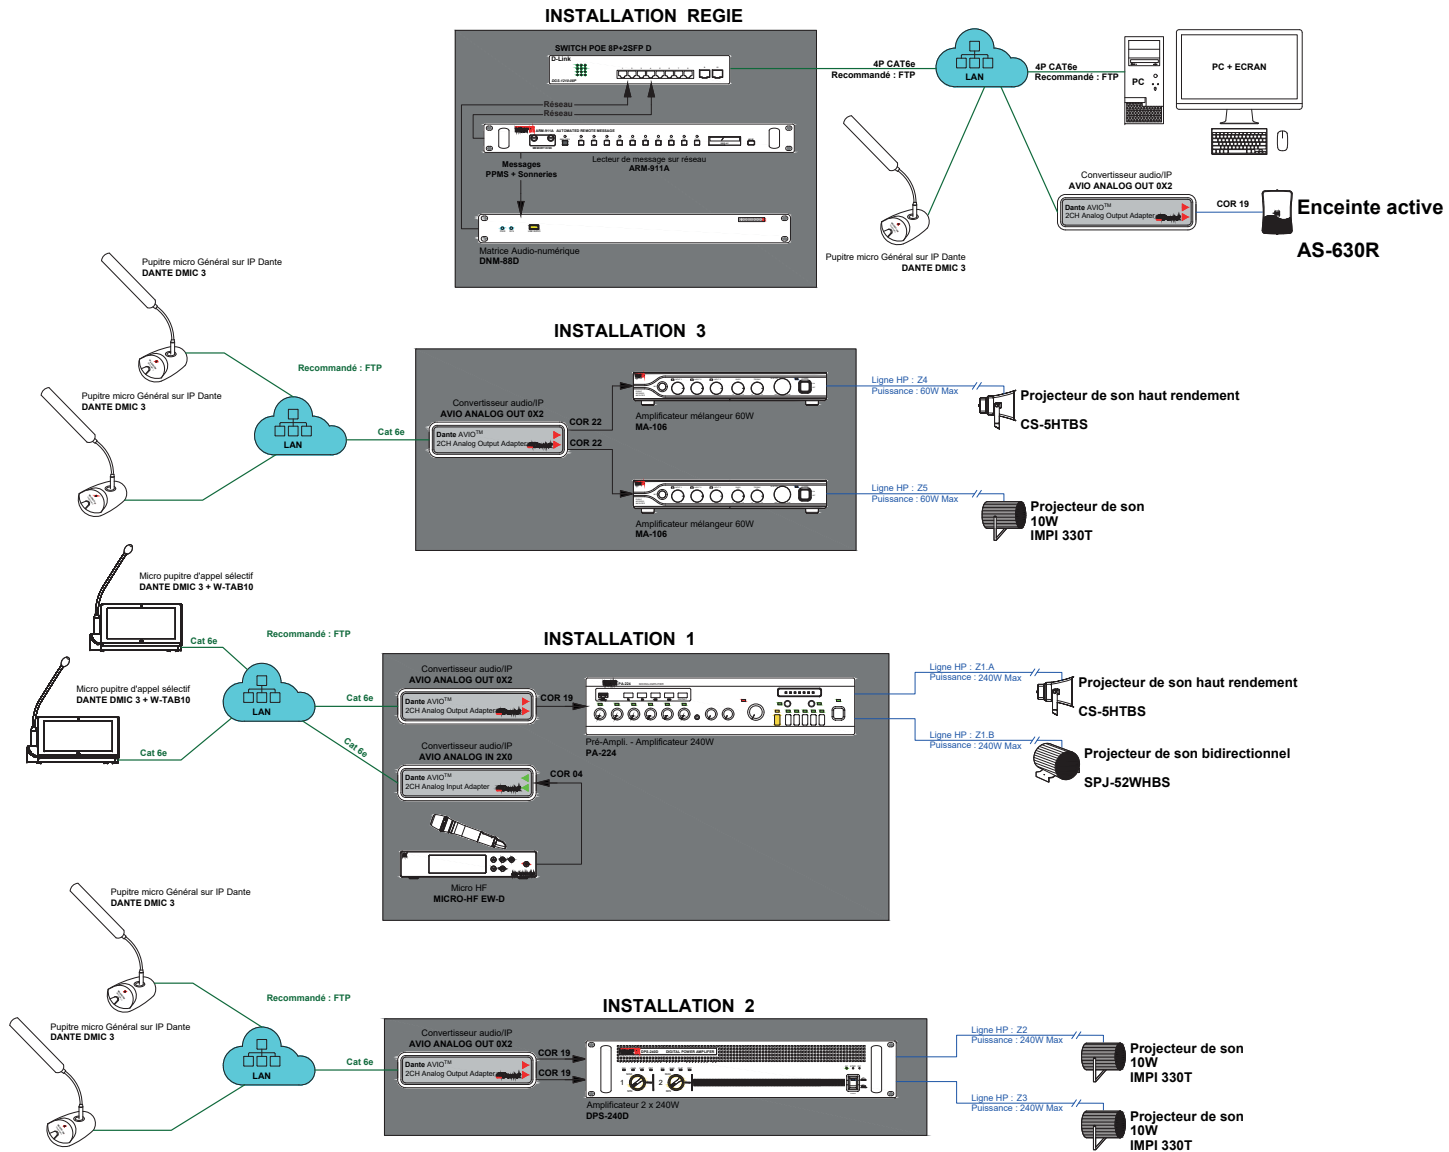 INSTALLATION REGIE
SWITCH POE 8P+2SFP D
D-Link
4P CAT6e
Recommandé : FTP
LAN
4P CAT6e
Recommandé : FTP
PC
PC + ECRAN
Réseau
Réseau
ARM-911A AUTOMATED REMOTE MESSAGE
Lecteur de message sur réseau
ARM-911A
Messages
PPMS + Sonneries
Matrice Audio-numérique
DNM-88D
Pupitre micro Général sur IP Dante
DANTE DMIC 3
Convertisseur audio/IP
AVIO ANALOG OUT 0X2
Dante AVIO™
2CH Analog Output Adapter
COR 19
Enceinte active
AS-630R
Pupitre micro Général sur IP Dante
DANTE DMIC 3
INSTALLATION 3
Recommandé : FTP
Pupitre micro Général sur IP Dante
DANTE DMIC 3
LAN
Cat 6e
Convertisseur audio/IP
AVIO ANALOG OUT 0X2
Dante AVIO™
2CH Analog Output Adapter
COR 22
COR 22
Amplificateur mélangeur 60W
MA-106
Amplificateur mélangeur 60W
MA-106
Ligne HP : Z4
Puissance : 60W Max
Projecteur de son haut rendement
CS-5HTBS
Ligne HP : Z5
Puissance : 60W Max
Projecteur de son
10W
IMPI 330T
Micro pupitre d'appel sélectif
DANTE DMIC 3 + W-TAB10
Cat 6e
Recommandé : FTP
Micro pupitre d'appel sélectif
DANTE DMIC 3 + W-TAB10
Cat 6e
LAN
Cat 6e
Cat 6e
INSTALLATION 1
Convertisseur audio/IP
AVIO ANALOG OUT 0X2
Dante AVIO™
2CH Analog Output Adapter
COR 19
PA-224
Pré-Ampli. - Amplificateur 240W
PA-224
Convertisseur audio/IP
AVIO ANALOG IN 2X0
Dante AVIO™
2CH Analog Input Adapter
COR 04
Micro HF
MICRO-HF EW-D
Ligne HP : Z1.A
Puissance : 240W Max
Projecteur de son haut rendement
CS-5HTBS
Ligne HP : Z1.B
Puissance : 240W Max
Projecteur de son bidirectionnel
SPJ-52WHBS
Pupitre micro Général sur IP Dante
DANTE DMIC 3
Recommandé : FTP
Pupitre micro Général sur IP Dante
DANTE DMIC 3
LAN
Cat 6e
INSTALLATION 2
Convertisseur audio/IP
AVIO ANALOG OUT 0X2
Dante AVIO™
2CH Analog Output Adapter
COR 19
COR 19
DPS-240D DIGITAL POWER AMPLIFIER
1
2
Amplificateur 2 x 240W
DPS-240D
Ligne HP : Z2
Puissance : 240W Max
Projecteur de son
10W
IMPI 330T
Ligne HP : Z3
Puissance : 240W Max
Projecteur de son
10W
IMPI 330T